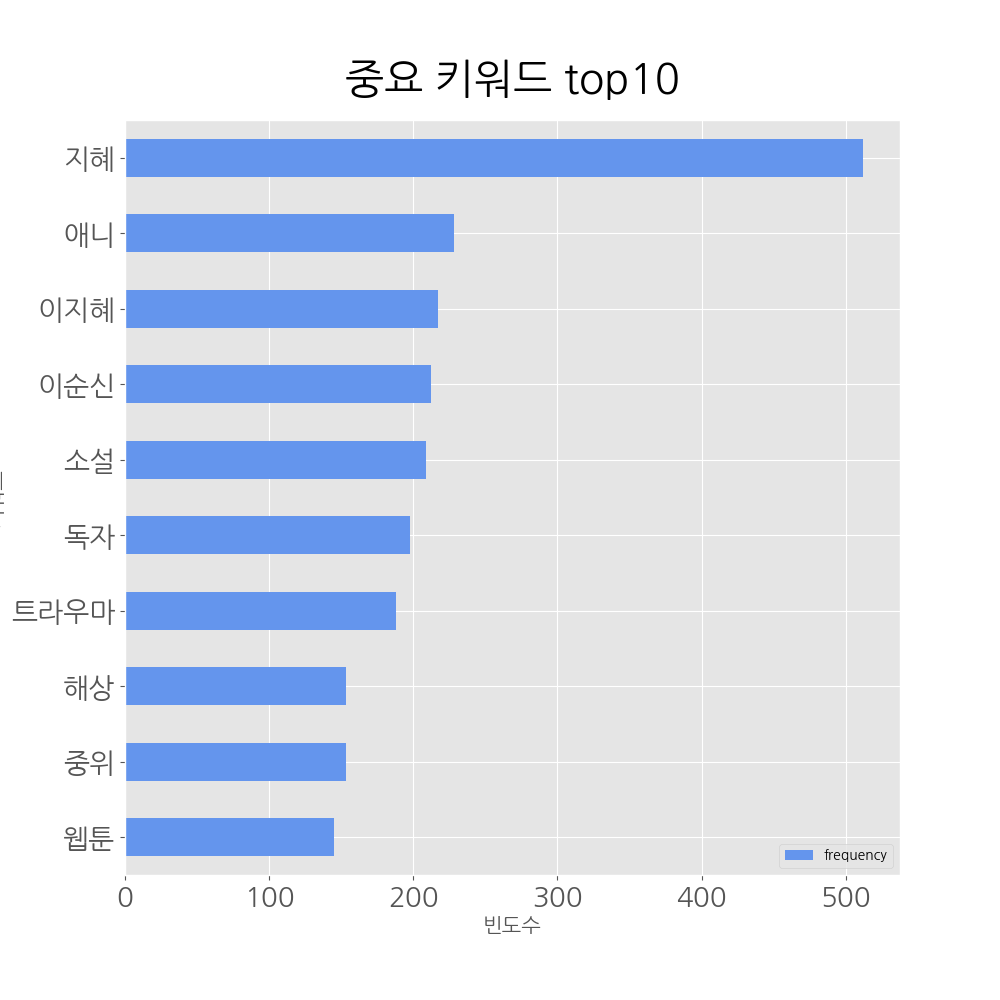 중요 키워드 top10
지혜
애니
이지혜
이순신
소설
독자
트라우마
해상
중위
웹툰
frequency
0 100 200 300 400 500
빈도수